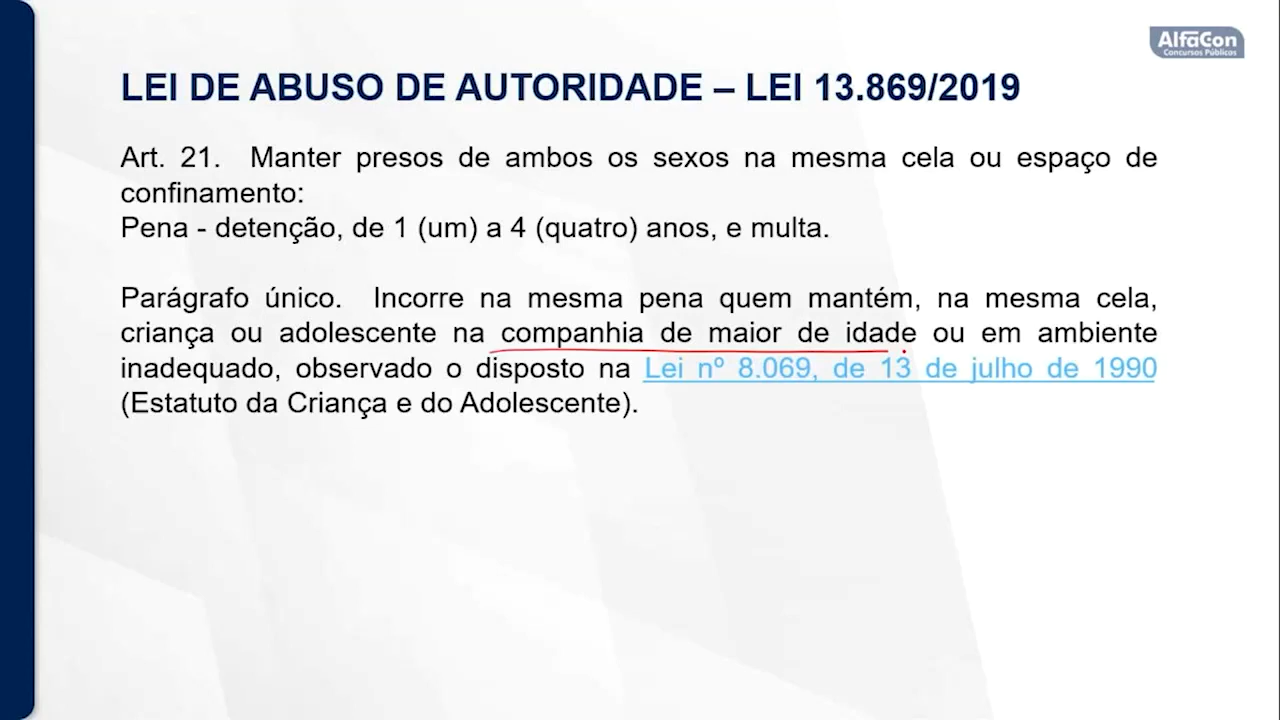 AlfaCon
Concursos Públicos
LEI DE ABUSO DE AUTORIDADE – LEI 13.869/2019
Art. 21. Manter presos de ambos os sexos na mesma cela ou espaço de
confinamento:
Pena - detenção, de 1 (um) a 4 (quatro) anos, e multa.
Parágrafo único. Incorre na mesma pena quem mantém, na mesma cela,
criança ou adolescente na companhia de maior de idade ou em ambiente
inadequado, observado o disposto na Lei nº 8.069, de 13 de julho de 1990
(Estatuto da Criança e do Adolescente).